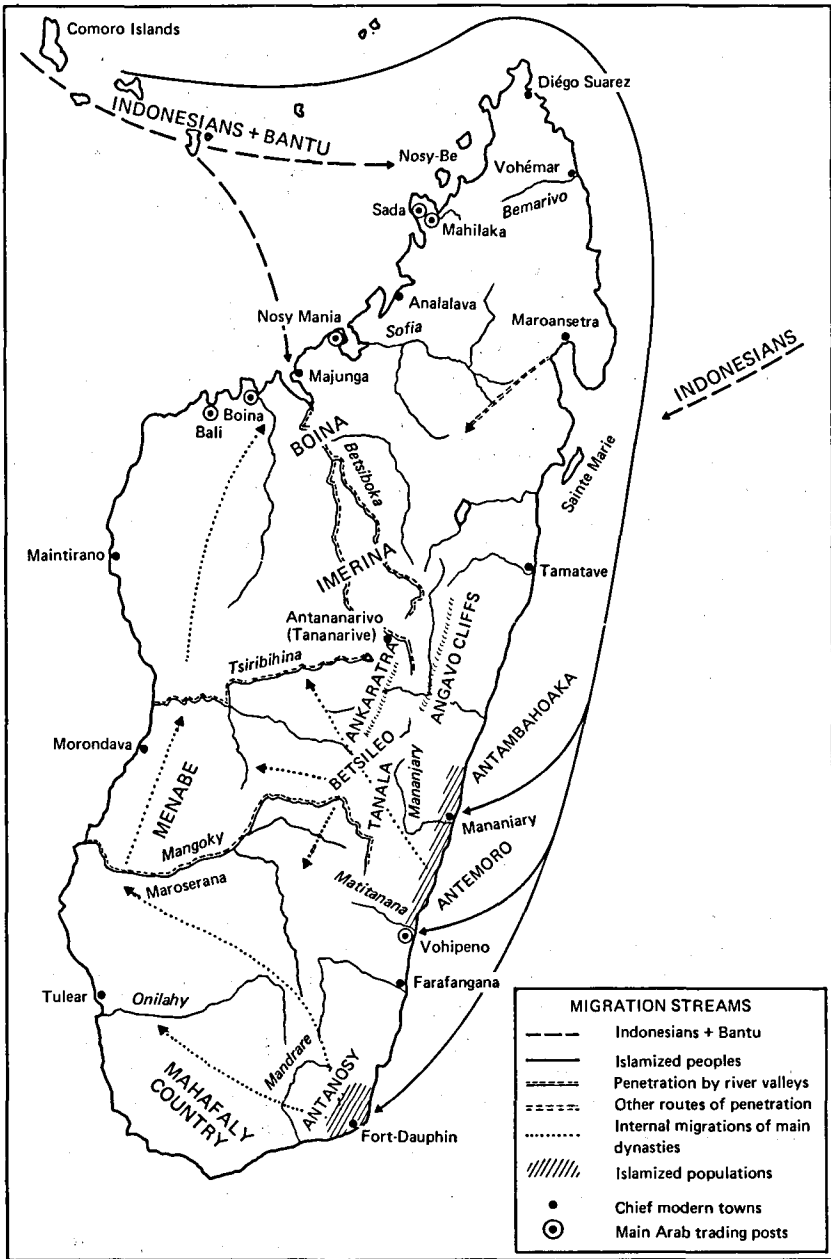 Comoro Islands
Diégo Suarez
INDONESIANS + BANTU
Nosy-Be
Vohémar
Bemarivo
Sada
Mahilaka
Analalava
Nosy Mania
Sofia
Maroansetra
INDONESIANS
Majunga
Boina
Bali
BOINA
Betsiboka
Sainte Marie
Maintirano
IMERINA
Tamatave
Antananarivo
(Tananarive)
ANGAVO CLIFFS
Tsiribihina
ANKARATRA
ANTAMBAHOAKA
Morondava
BETSILEO
MENABE
TANALA
Mananjary
Mananiary
Mangoky
ANTEMORO
Maroserana
Matitanana
Vohipeno
Farafangana
Tulear
Onilahy
Mandrare
ANTANOSY
MAHAFALY
COUNTRY
Fort-Dauphin
MIGRATION STREAMS
Indonesians + Bantu
Islamized peoples
Penetration by river valleys
Other routes of penetration
Internal migrations of main
dynasties
Islamized populations
Chief modern towns
Main Arab trading posts